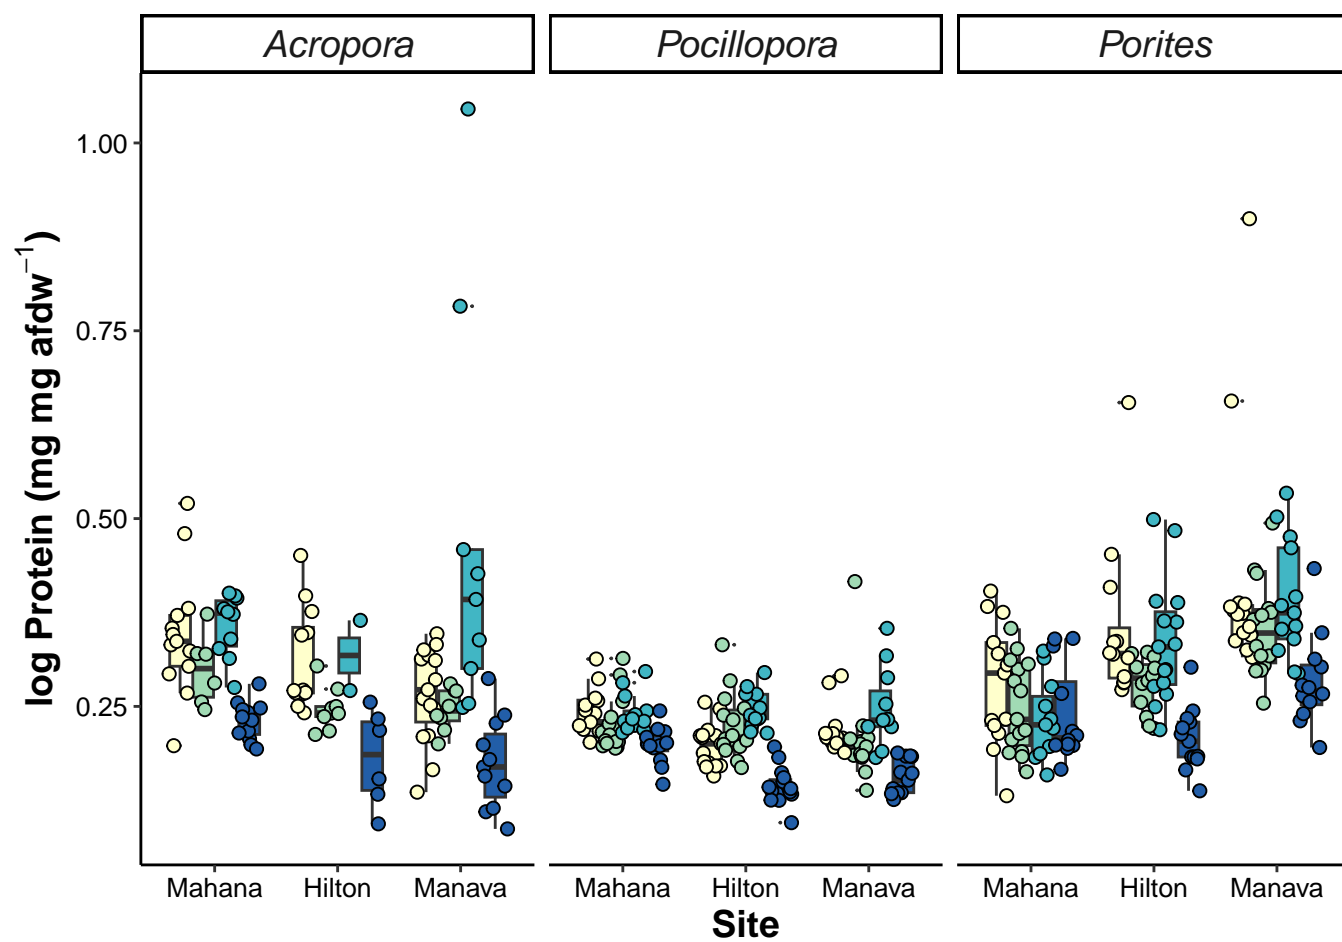 Acropora Pocillopora Porites
1.00
0.75
0.50
0.25
log Protein (mg mg afdw⁻¹)
Mahana Hilton Manava Mahana Hilton Manava Mahana Hilton Manava
Site